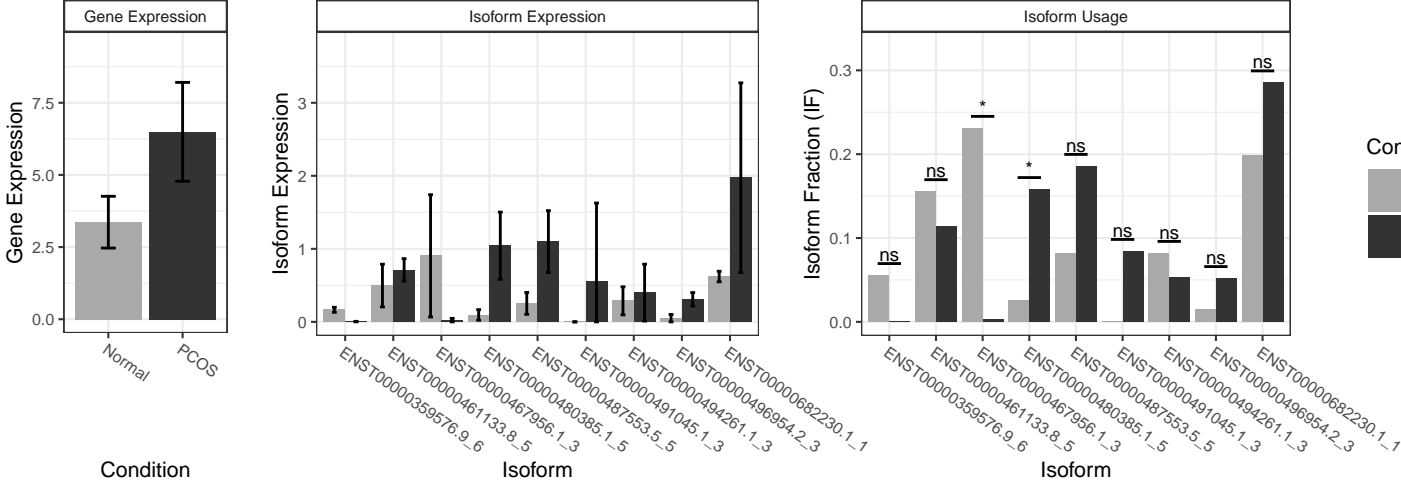 Gene Expression
Isoform Expression
Isoform Usage
Gene Expression
7.5
5.0
2.5
0.0
Normal
PCOS
Condition
Isoform Expression
3
2
1
0
ENST00000359576.9_6
ENST00000461133.8_5
ENST00000467956.1_3
ENST00000480385.1_5
ENST00000487553.5_5
ENST00000491045.1_3
ENST00000494261.1_3
ENST00000496954.2_3
ENST00000682230.1_1
Isoform
Isoform Fraction (IF)
0.3
0.2
0.1
0.0
ns
ns
*
*
ns
ns
ns
ns
ns
ENST00000359576.9_6
ENST00000461133.8_5
ENST00000467956.1_3
ENST00000480385.1_5
ENST00000487553.5_5
ENST00000491045.1_3
ENST00000494261.1_3
ENST00000496954.2_3
ENST00000682230.1_1
Isoform
Con